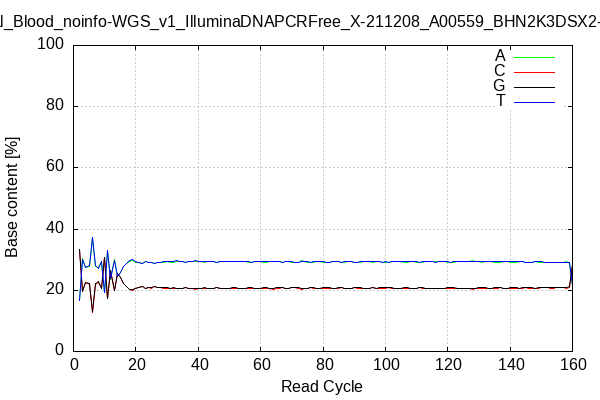 _Blood_noinfo-WGS_v1_IlluminaDNAPCRFree_X-211208_A00559_BHN2K3DSX2-
100
80
60
40
20
0
Base content [%]
A
C
G
T
0 20 40 60 80 100 120 140 160
Read Cycle